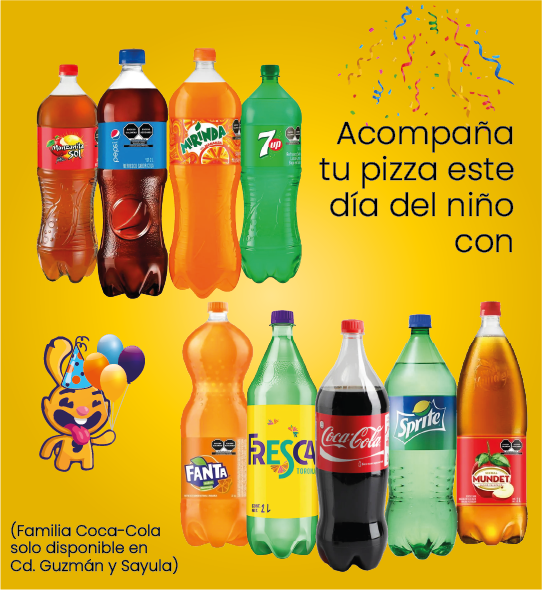 Acompaña
tu pizza este
día del niño
con
Manzanita
SOL
pepsi
MIRINDA
7up
FANTA
FRESCA
TORONJA
Coca-Cola
Sprite
MUNDET
(Familia Coca-Cola
solo disponible en
Cd. Guzmán y Sayula)